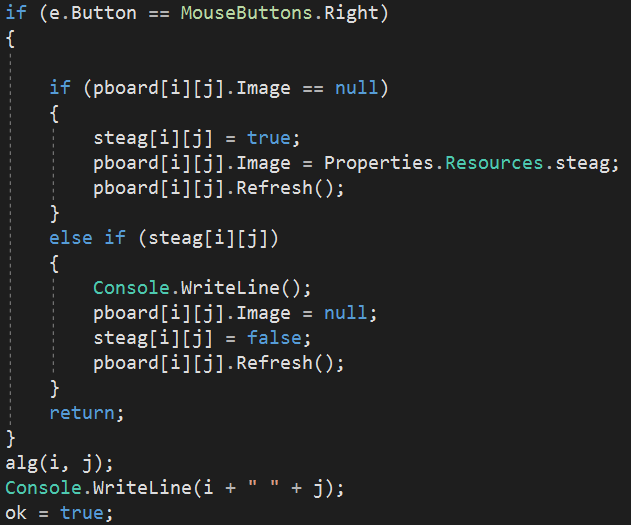 if (e.Button == MouseButtons.Right)
{
if (pboard[i][j].Image == null)
{
steag[i][j] = true;
pboard[i][j].Image = Properties.Resources.steag;
pboard[i][j].Refresh();
}
else if (steag[i][j])
{
Console.WriteLine();
pboard[i][j].Image = null;
steag[i][j] = false;
pboard[i][j].Refresh();
}
return;
}
alg(i, j);
Console.WriteLine(i + " " + j);
ok = true;